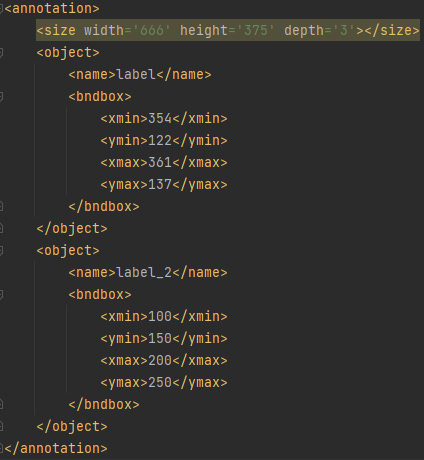 <annotation>
    <size width='666' height='375' depth='3'></size>
    <object>
        <name>label</name>
        <bndbox>
            <xmin>354</xmin>
            <ymin>122</ymin>
            <xmax>361</xmax>
            <ymax>137</ymax>
        </bndbox>
    </object>
    <object>
        <name>label_2</name>
        <bndbox>
            <xmin>100</xmin>
            <ymin>150</ymin>
            <xmax>200</xmax>
            <ymax>250</ymax>
        </bndbox>
    </object>
</annotation>